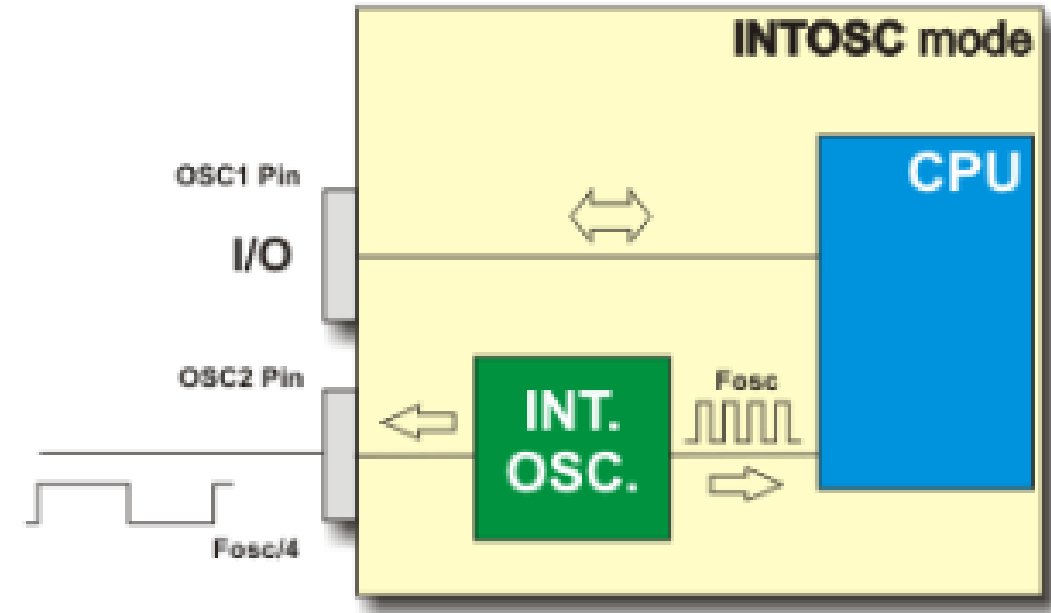 INTOSC mode
OSC1 Pin
CPU
I/O
OSC2 Pin
Fosc
INT.
OSC.
Fosc/4